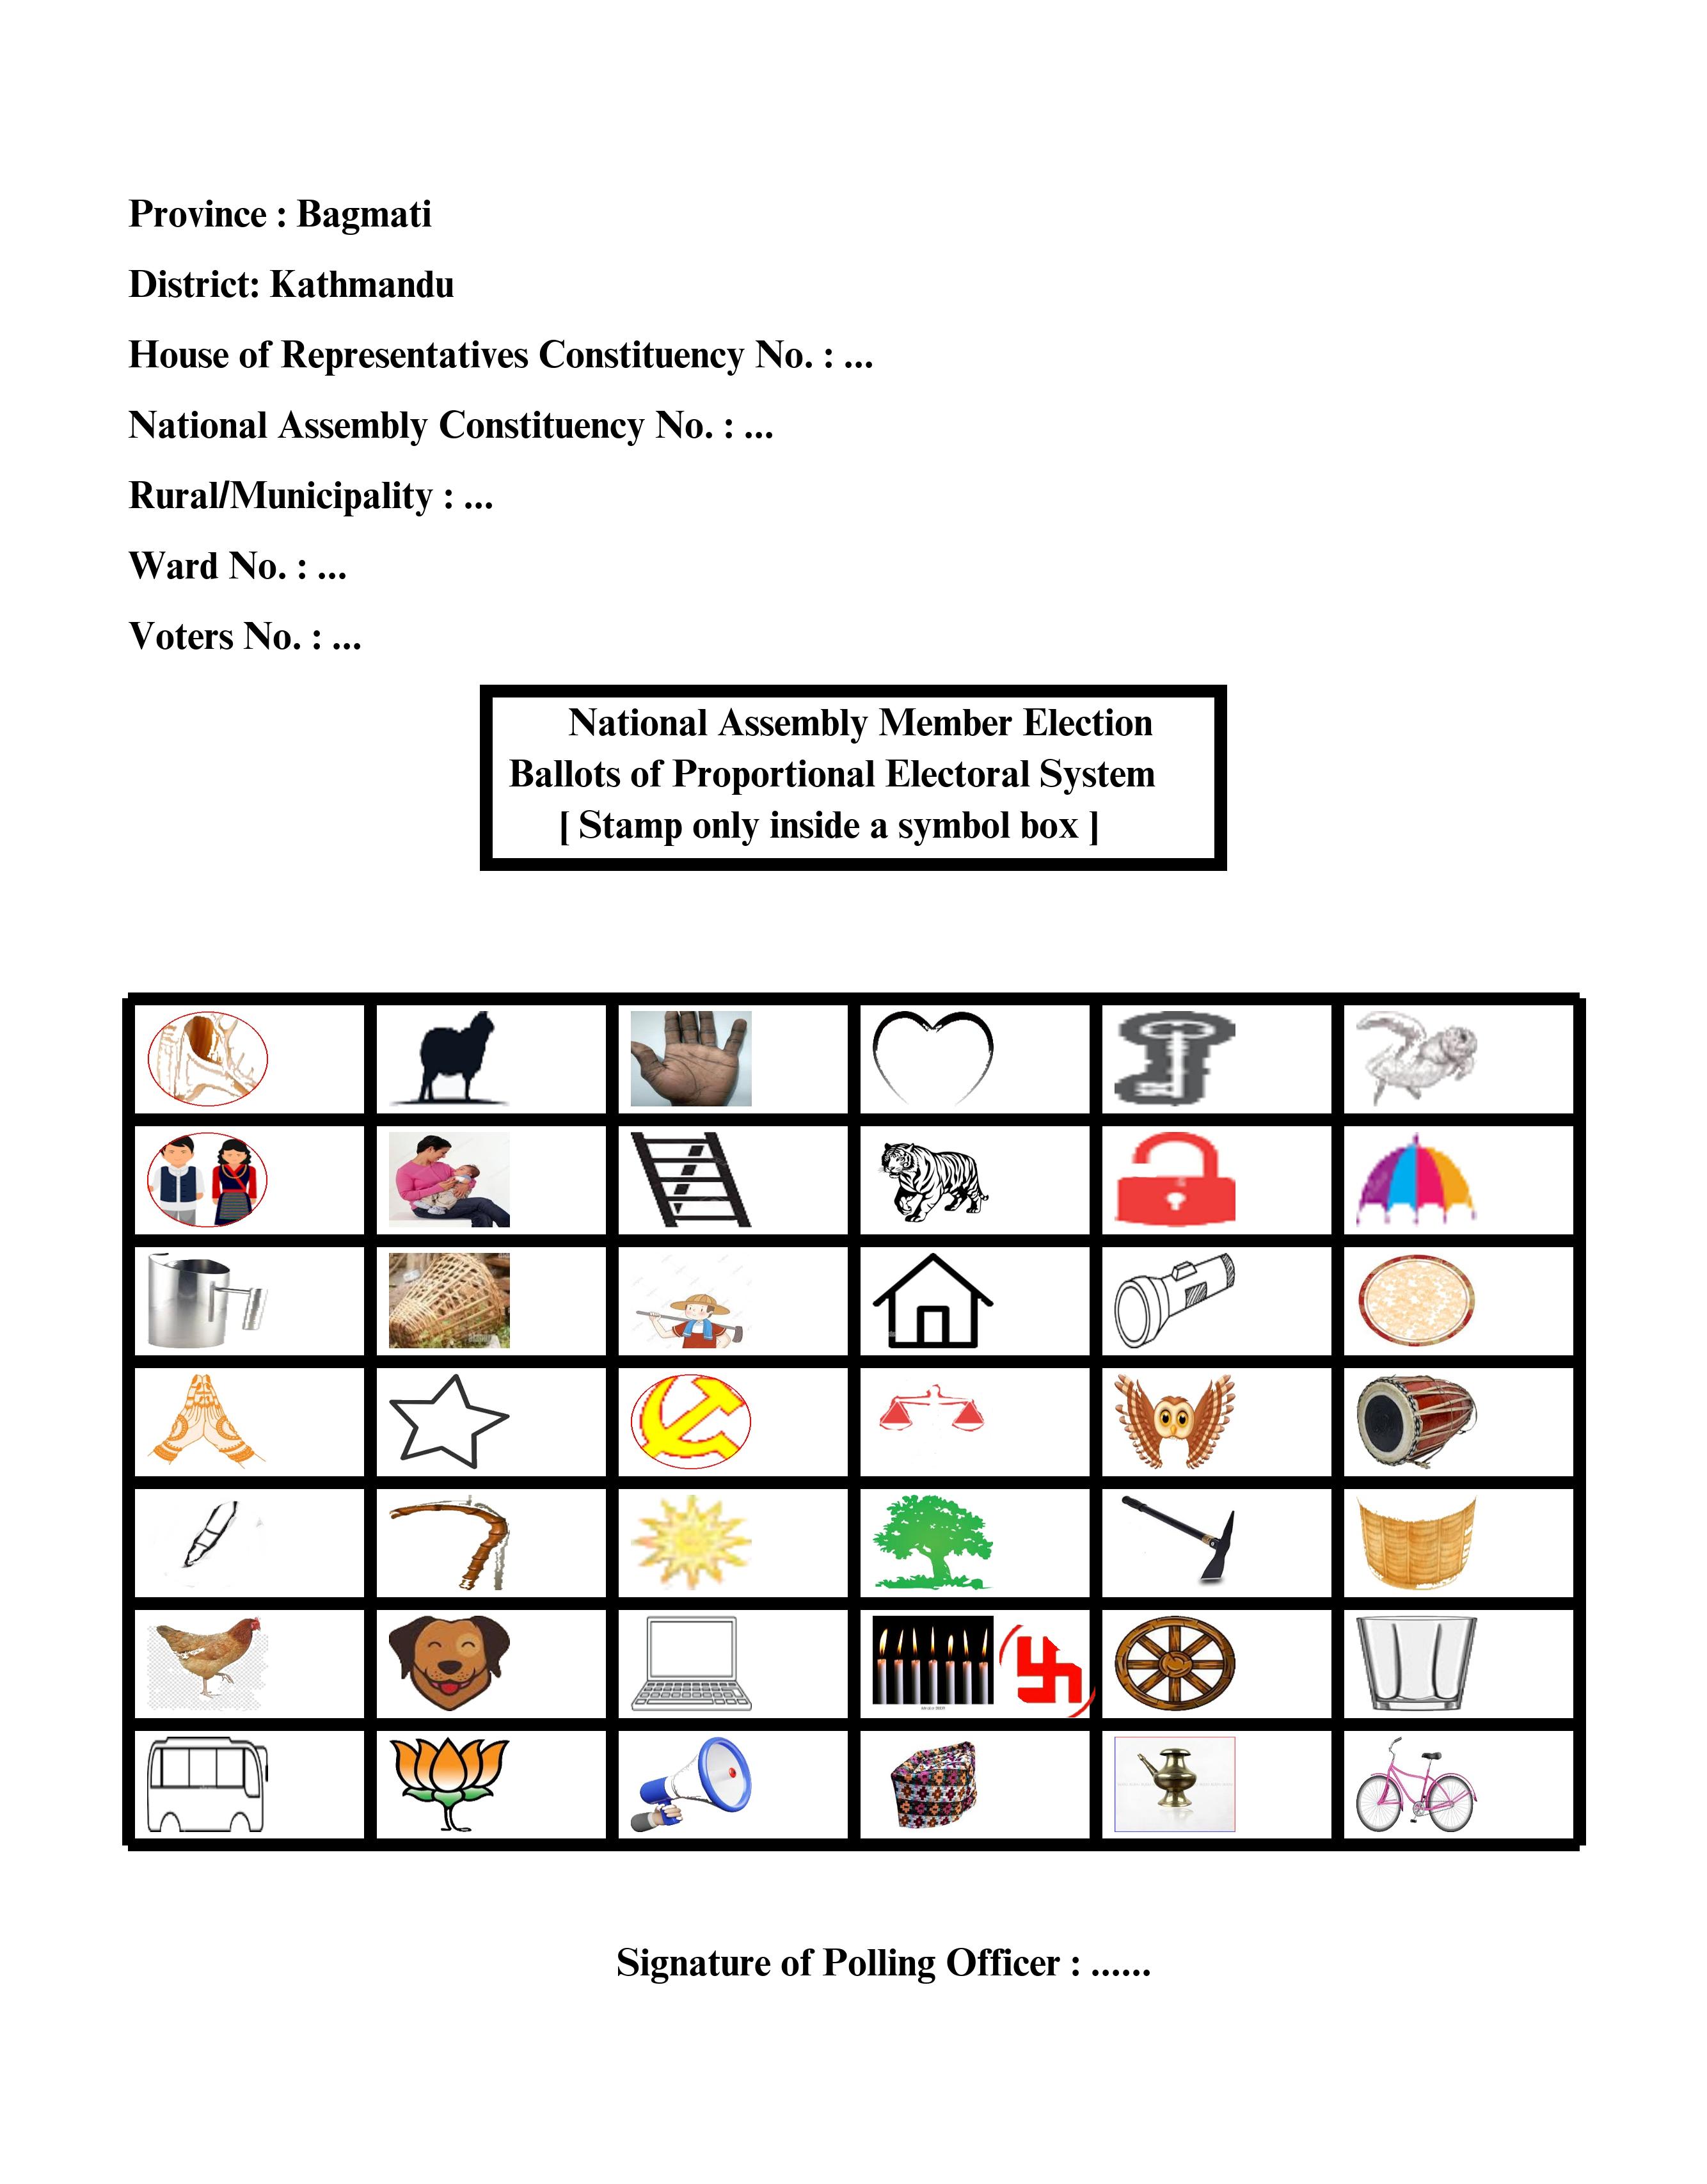 Province : Bagmati
District: Kathmandu
House of Representatives Constituency No. : ...
National Assembly Constituency No. : ...
Rural/Municipality : ...
Ward No. : ...
Voters No. : ...
National Assembly Member Election
Ballots of Proportional Electoral System
[ Stamp only inside a symbol box ]
Signature of Polling Officer : ......